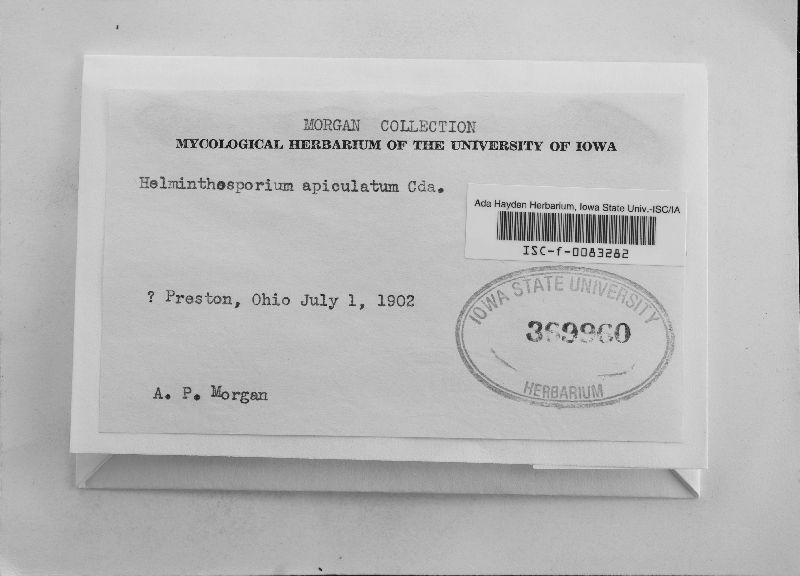 MORGAN COLLECTION
MYCOLOGICAL HERBARIUM OF THE UNIVERSITY OF IOWA
Helminthosporium apiculatum Cda.
Ada Hayden Herbarium, Iowa State Univ.-ISC/IA
ISC-f-0083282
? Preston, Ohio July 1, 1902
IOWA STATE UNIVERSITY
369960
HERBARIUM
A. P. Morgan